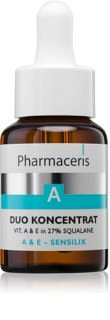 Pharmaceris
A
DUO KONCENTRAT
VIT. A & E in 27% SQUALANE
A & E – SENSILIX